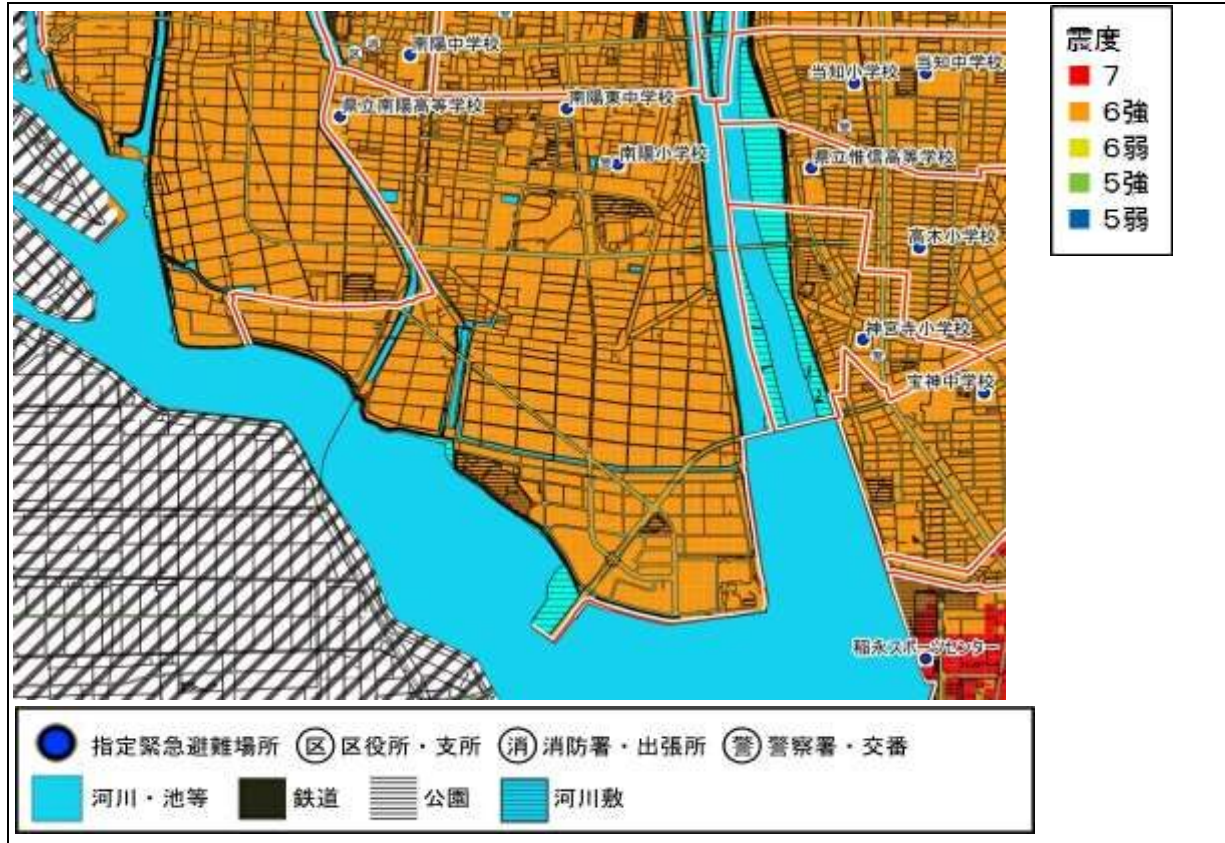 区
消
南陽中学校
当知小学校
当知中学校
県立南陽高等学校
南陽東中学校
警
警
南陽小学校
県立惟信高等学校
高木小学校
神宮寺小学校
警
宝神中学校
稲永スポーツセンター
震度
7
6強
6弱
5強
5弱
指定緊急避難場所
区 区役所・支所
消 消防署・出張所
警 警察署・交番
河川・池等
鉄道
公園
河川敷